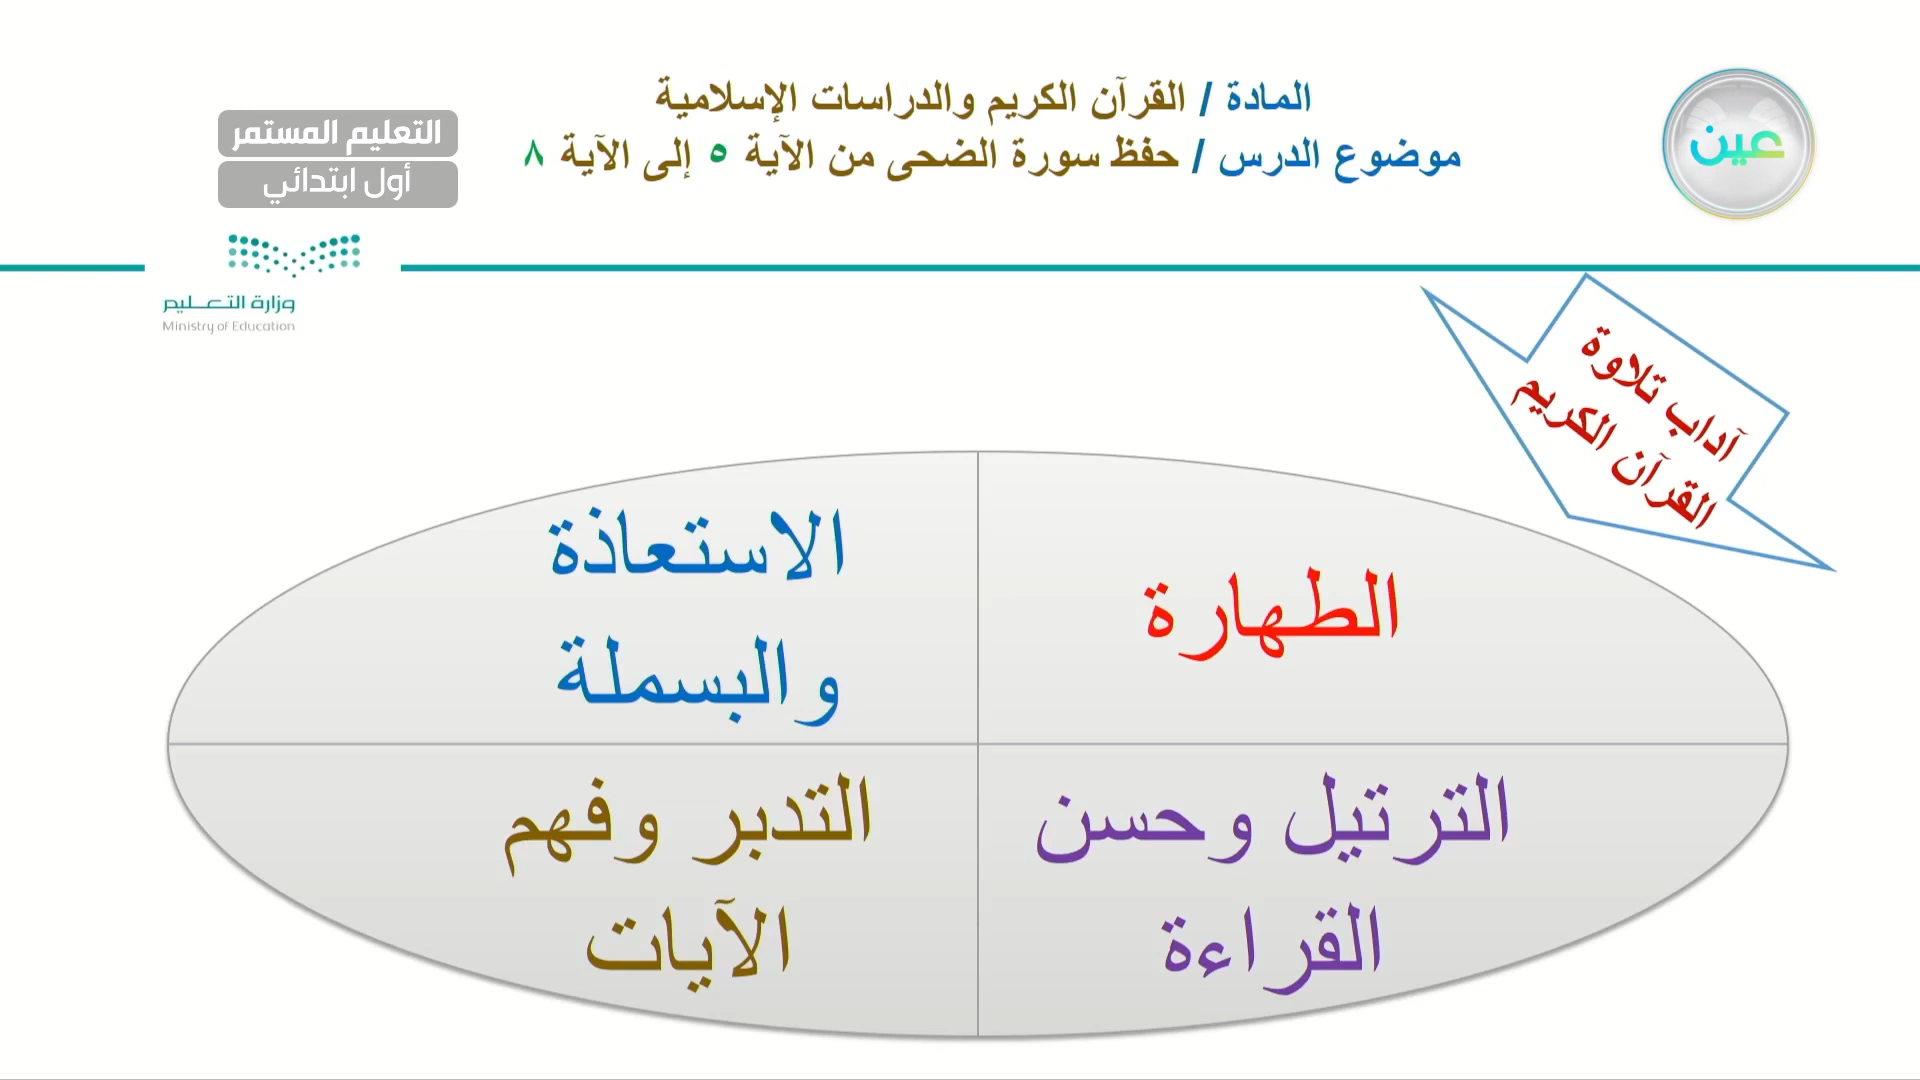 المادة / القرآن الكريم والدراسات الإسلامية
موضوع الدرس / حفظ سورة الضحى من الآية ٥ إلى الآية ٨
عين
التعليم المستمر
أول ابتدائي
وزارة التعـــليم
Ministry of Education
آداب تلاوة
القرآن الكريم
الطهارة
الاستعاذة
والبسملة
الترتيل وحسن
القراءة
التدبر وفهم
الآيات